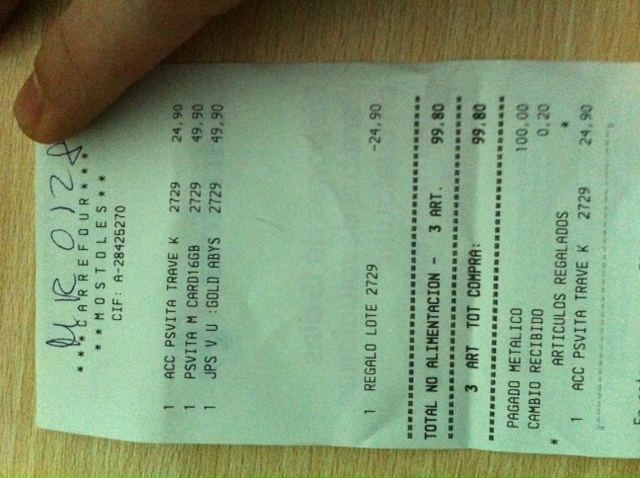 ***CARREFOUR***
**MOSTOLES**
CIF: A-28425270
1 ACC PSVITA TRAVE K 2729 24,90
1 PSVITA M CARD16GB 2729 49,90
1 JPS V U :GOLD ABYS 2729 49,90
1 REGALO LOTE 2729 -24,90
TOTAL NO ALIMENTACION - 3 ART. 99,80
3 ART TOT COMPRA: 99,80
PAGADO METALICO 100,00
CAMBIO RECIBIDO 0,20
* ARTICULOS REGALADOS *
1 ACC PSVITA TRAVE K 2729 24,90